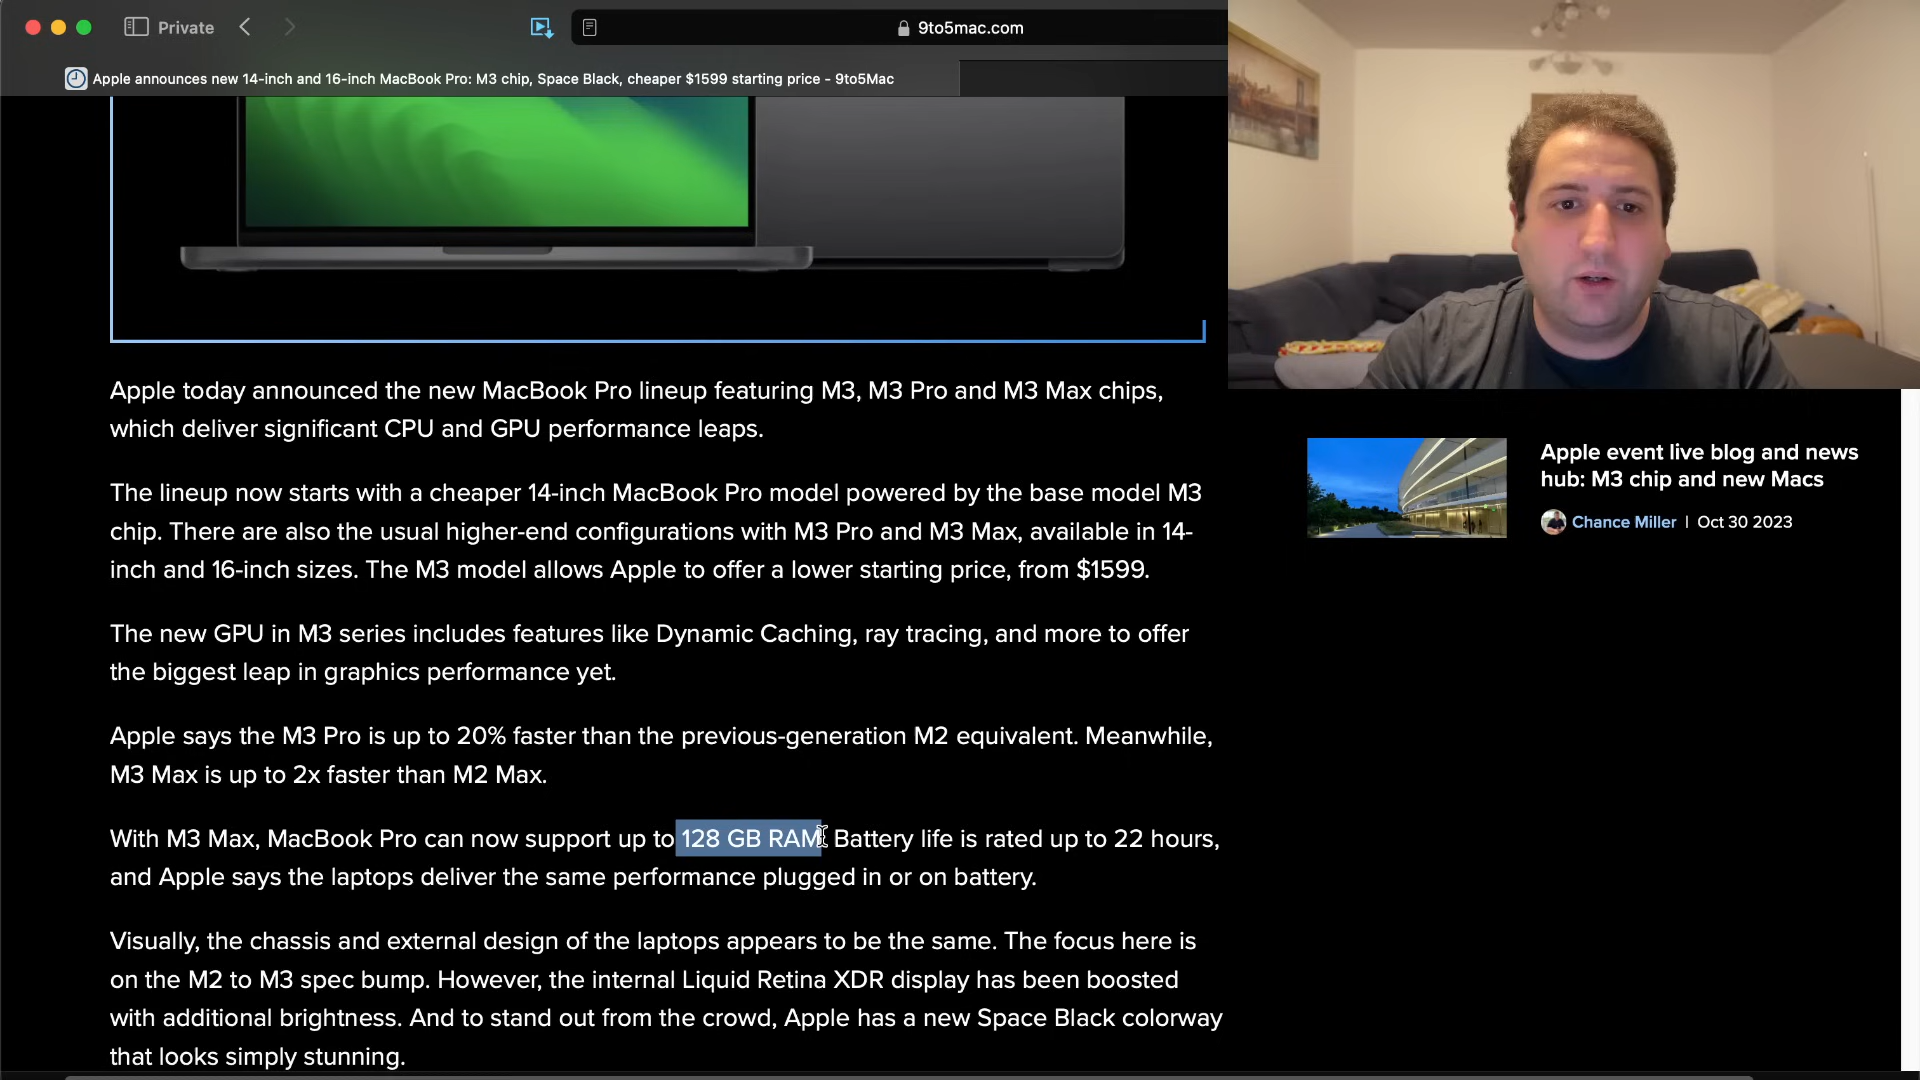 Private
9to5mac.com
Apple announces new 14-inch and 16-inch MacBook Pro: M3 chip, Space Black, cheaper $1599 starting price - 9to5Mac
Apple today announced the new MacBook Pro lineup featuring M3, M3 Pro and M3 Max chips,
which deliver significant CPU and GPU performance leaps.
The lineup now starts with a cheaper 14-inch MacBook Pro model powered by the base model M3
chip. There are also the usual higher-end configurations with M3 Pro and M3 Max, available in 14-
inch and 16-inch sizes. The M3 model allows Apple to offer a lower starting price, from $1599.
The new GPU in M3 series includes features like Dynamic Caching, ray tracing, and more to offer
the biggest leap in graphics performance yet.
Apple says the M3 Pro is up to 20% faster than the previous-generation M2 equivalent. Meanwhile,
M3 Max is up to 2x faster than M2 Max.
With M3 Max, MacBook Pro can now support up to 128 GB RAM. Battery life is rated up to 22 hours,
and Apple says the laptops deliver the same performance plugged in or on battery.
Visually, the chassis and external design of the laptops appears to be the same. The focus here is
on the M2 to M3 spec bump. However, the internal Liquid Retina XDR display has been boosted
with additional brightness. And to stand out from the crowd, Apple has a new Space Black colorway
that looks simply stunning.
Apple event live blog and news
hub: M3 chip and new Macs
Chance Miller | Oct 30 2023